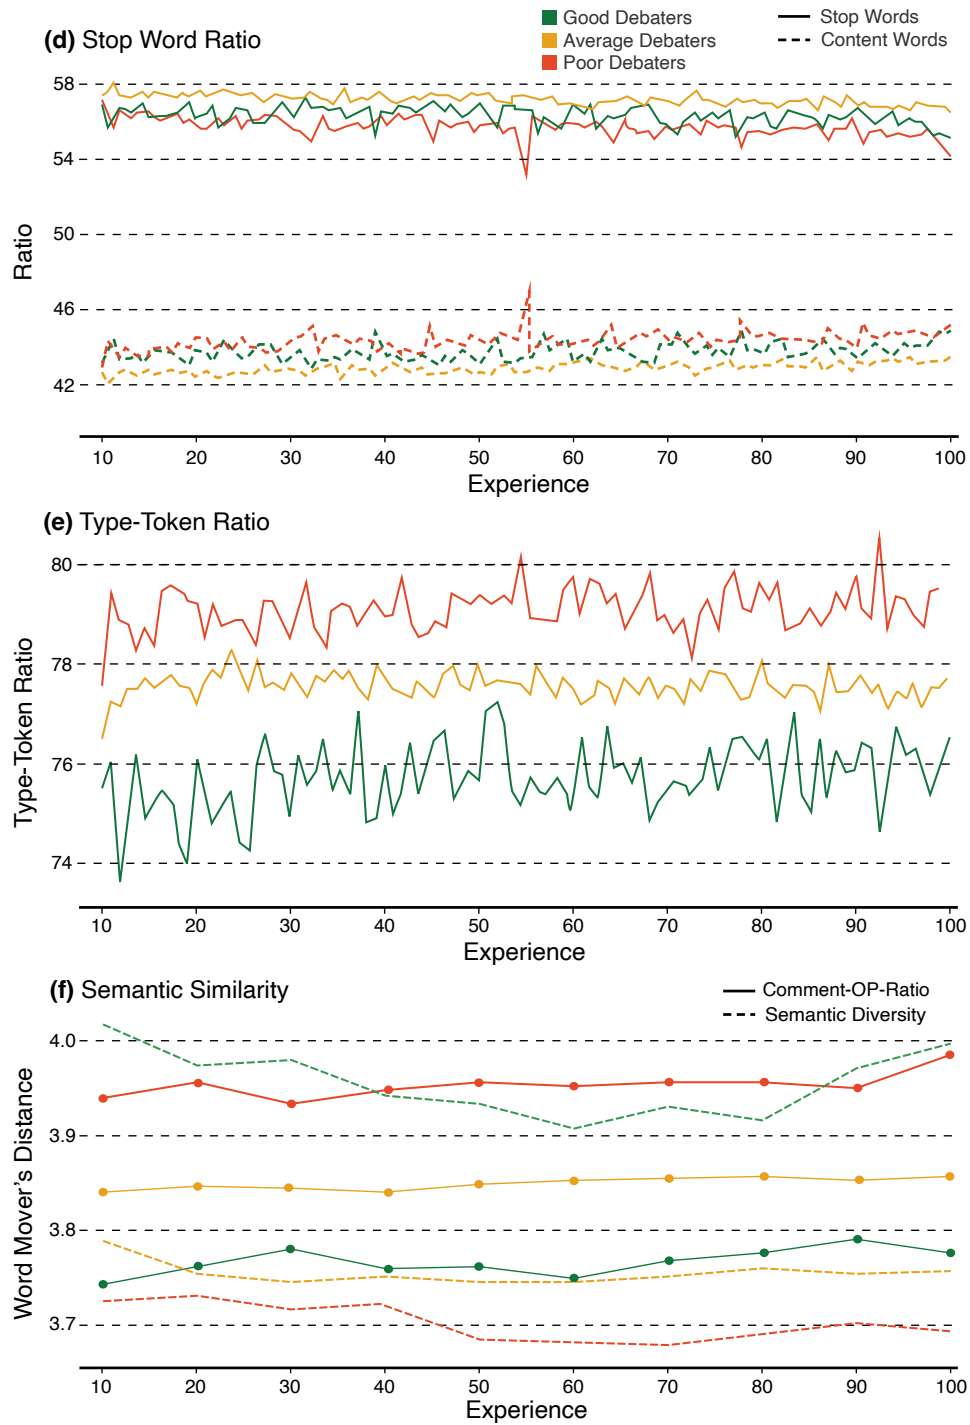 Good Debaters
Average Debaters
Poor Debaters
Stop Words
Content Words
(d) Stop Word Ratio
58
54
50
46
42
Ratio
10 20 30 40 50 60 70 80 90 100
Experience
(e) Type-Token Ratio
80
78
76
74
Type-Token Ratio
10 20 30 40 50 60 70 80 90 100
Experience
(f) Semantic Similarity
Comment-OP-Ratio
Semantic Diversity
4.0
3.9
3.8
3.7
Word Mover's Distance
10 20 30 40 50 60 70 80 90 100
Experience